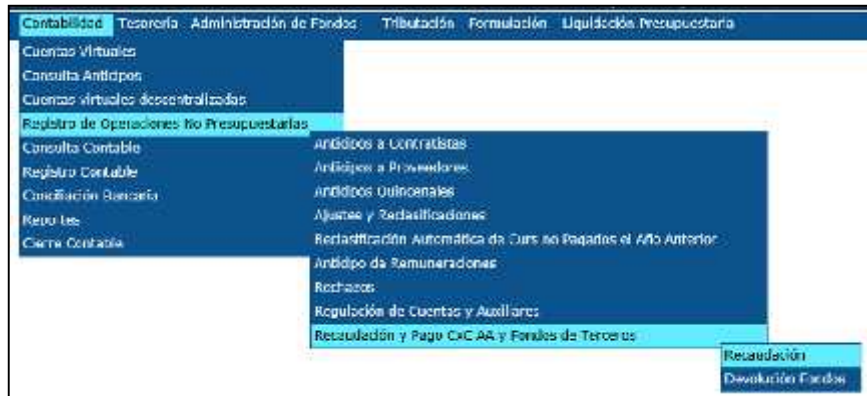 Contabilidad Tesorería Administración de Fondos Tributación Formulación Liquidación Presupuestaria
Cuentas Virtuales
Consulta Anticipos
Cuentas virtuales descentralizadas
Registro de Operaciones No Presupuestarias
Consulta Contable
Registro Contable
Conciliación Bancaria
Reportes
Cierre Contable
Anticipos a Contratistas
Anticipos a Proveedores
Anticipos Quincenales
Ajustes y Reclasificaciones
Reclasificación Automática de Curs no Pagados el Año Anterior
Anticipo de Remuneraciones
Rechazos
Regulación de Cuentas y Auxiliares
Recaudación y Pago CxC AA y Fondos de Terceros
Recaudación
Devolución Fondos